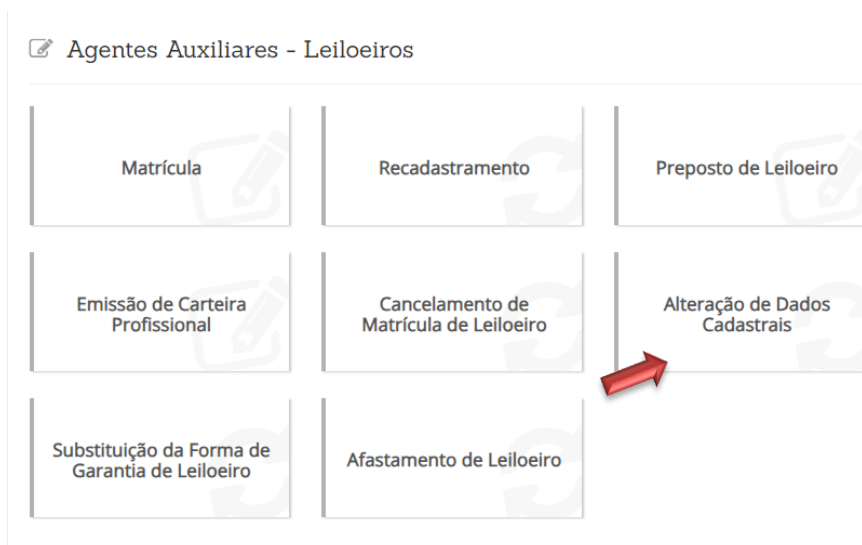 Agentes Auxiliares - Leiloeiros
Matrícula
Recadastramento
Preposto de Leiloeiro
Emissão de Carteira
Profissional
Cancelamento de
Matrícula de Leiloeiro
Alteração de Dados
Cadastrais
Substituição da Forma de
Garantia de Leiloeiro
Afastamento de Leiloeiro